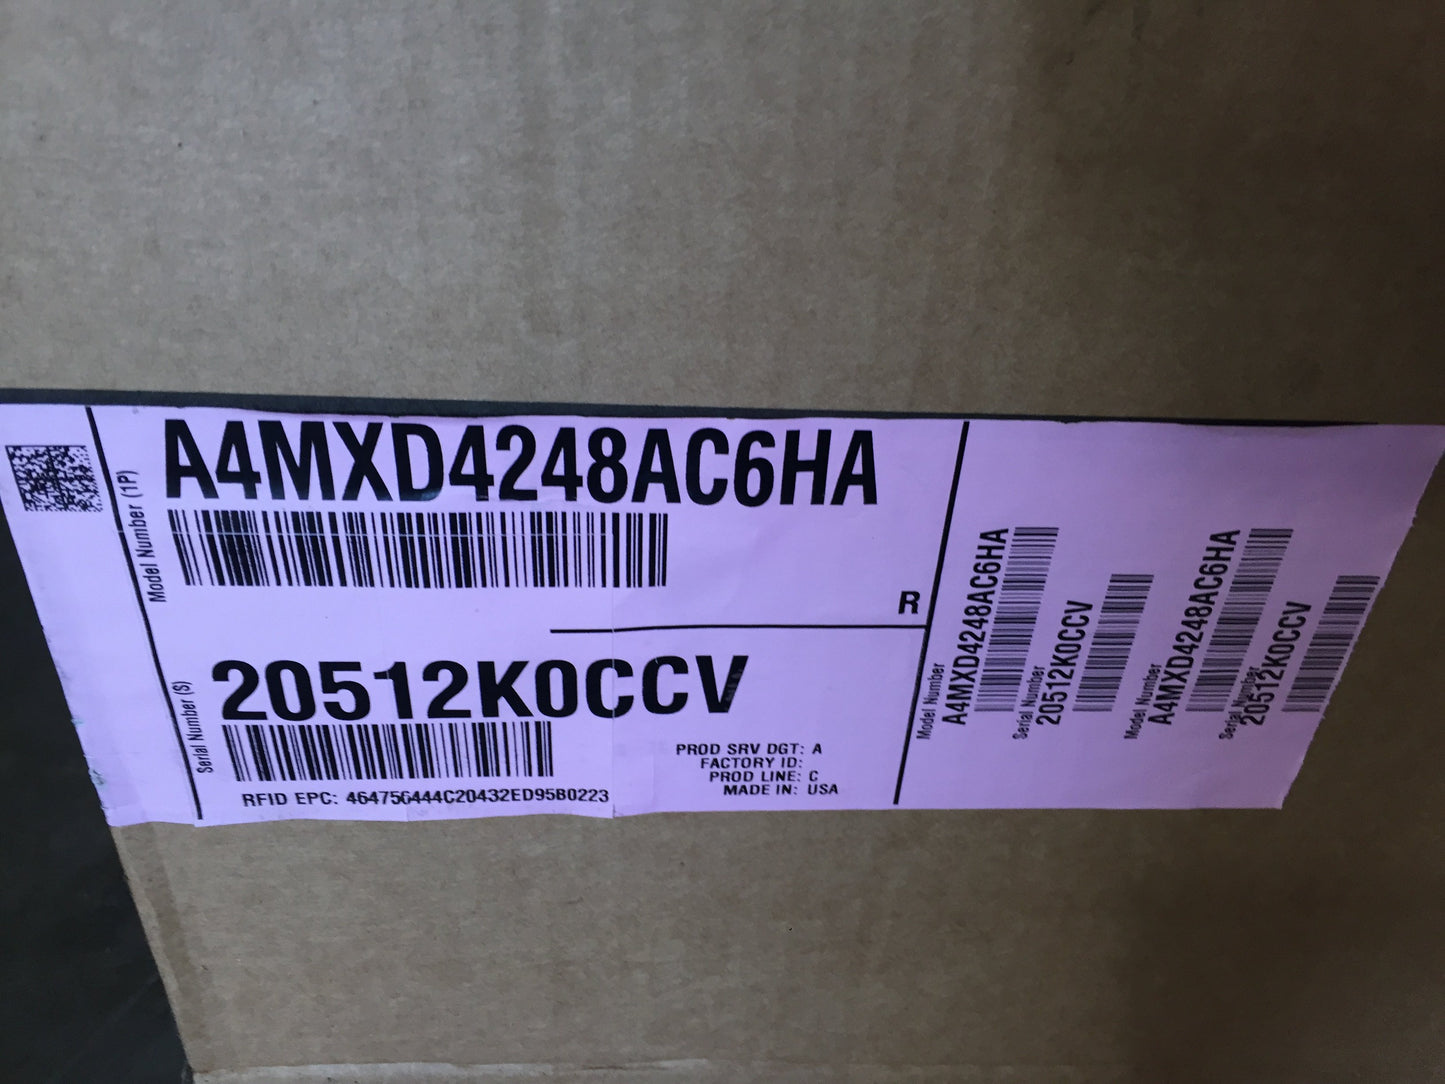 Model Number (1P)
A4MXD4248AC6HA
R
Serial Number (S)
20512K0CCV
RFID EPC: 464756444C20432ED95B0223
PROD SRV DGT: A
FACTORY ID:
PROD LINE: C
MADE IN: USA
Model Number
A4MXD4248AC6HA
Serial Number
20512K0CCV
Model Number
A4MXD4248AC6HA
Serial Number
20512K0CCV